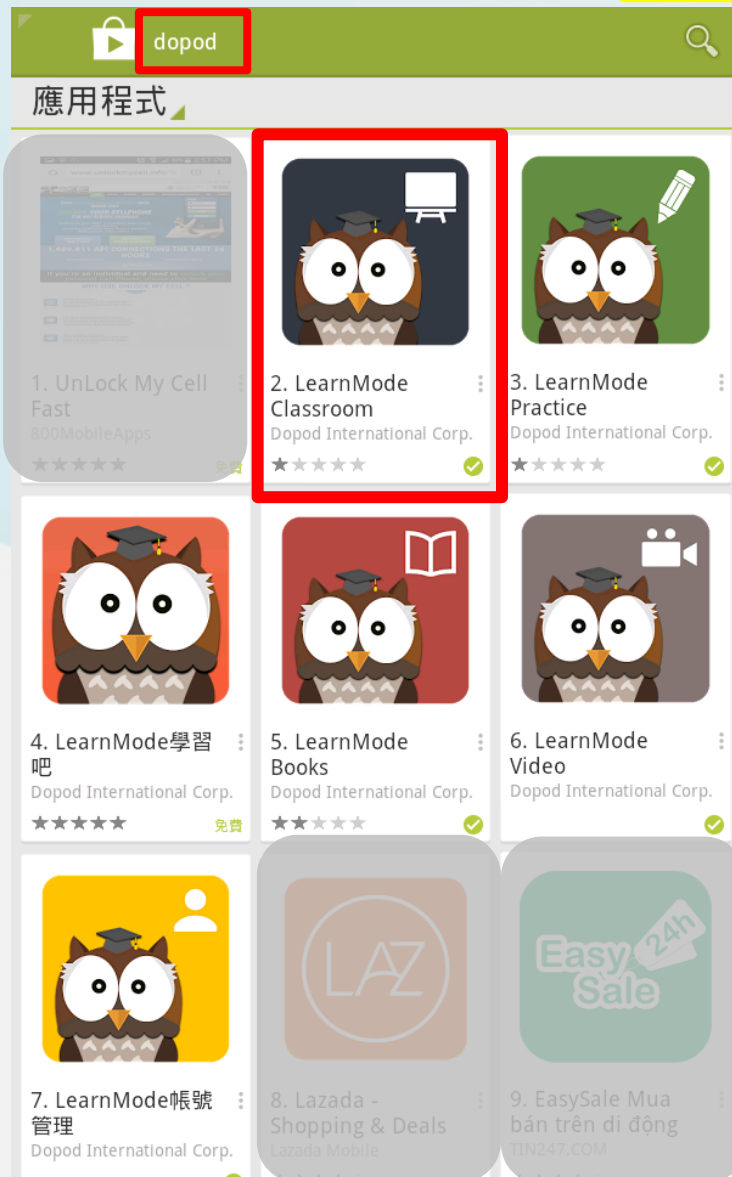 dopod
應用程式
1. UnLock My Cell
Fast
800MobileApps
免費
2. LearnMode
Classroom
Dopod International Corp.
3. LearnMode
Practice
Dopod International Corp.
4. LearnMode學習
吧
Dopod International Corp.
免費
5. LearnMode
Books
Dopod International Corp.
6. LearnMode
Video
Dopod International Corp.
7. LearnMode帳號
管理
Dopod International Corp.
LAZ
8. Lazada -
Shopping & Deals
Lazada Mobile
Easy 24h
Sale
9. EasySale Mua
bán trên di động
TIN247.COM